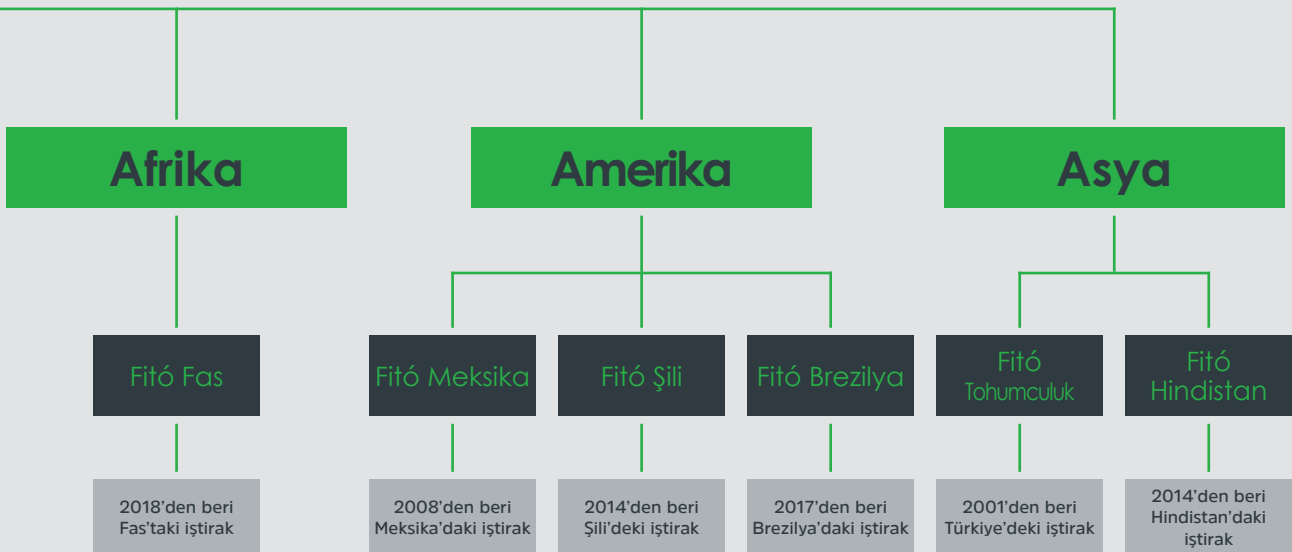 Afrika
Amerika
Asya
Fitó Fas
Fitó Meksika
Fitó Şili
Fitó Brezilya
Fitó
Tohumculuk
Fitó
Hindistan
2018’den beri
Fas’taki iştirak
2008’den beri
Meksika’daki iştirak
2014’den beri
Şili’deki iştirak
2017’den beri
Brezilya’daki iştirak
2001’den beri
Türkiye’deki iştirak
2014’den beri
Hindistan’daki
iştirak